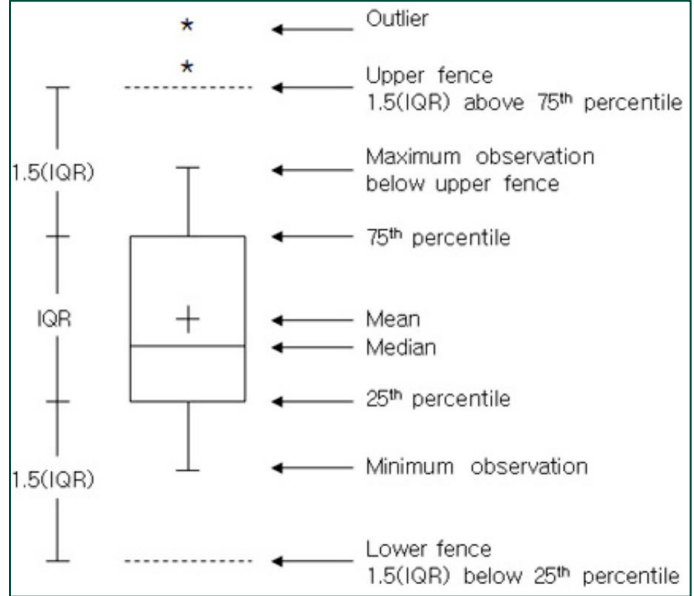 Outlier
Upper fence
1.5(IQR) above 75th percentile
1.5(IQR)
Maximum observation
below upper fence
75th percentile
IQR
Mean
Median
25th percentile
1.5(IQR)
Minimum observation
Lower fence
1.5(IQR) below 25th percentile